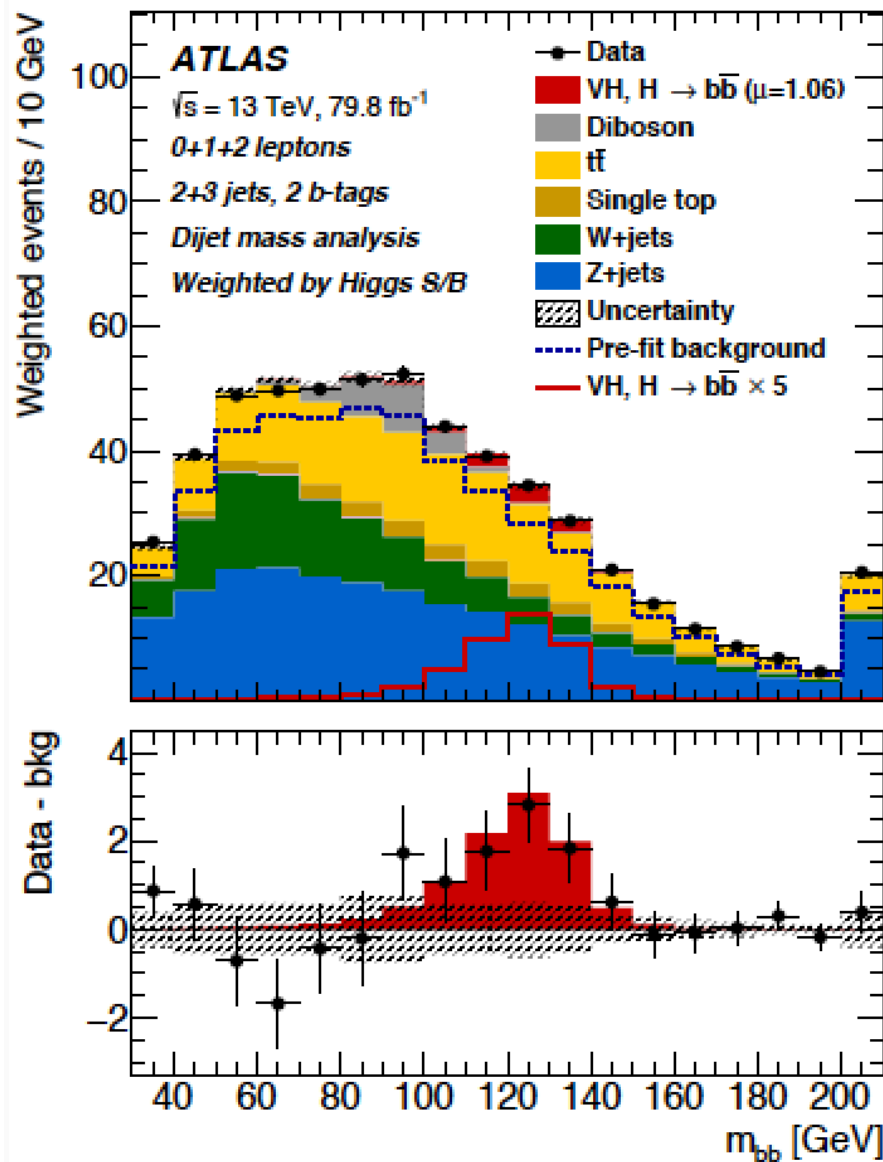 Weighted events / 10 GeV
100
80
60
40
20
ATLAS
√s = 13 TeV, 79.8 fb⁻¹
0+1+2 leptons
2+3 jets, 2 b-tags
Dijet mass analysis
Weighted by Higgs S/B
Data
VH, H → bb̅ (μ=1.06)
Diboson
tt̅
Single top
W+jets
Z+jets
Uncertainty
Pre-fit background
VH, H → bb̅ × 5
Data - bkg
4
2
0
−2
40 60 80 100 120 140 160 180 200
m_bb [GeV]